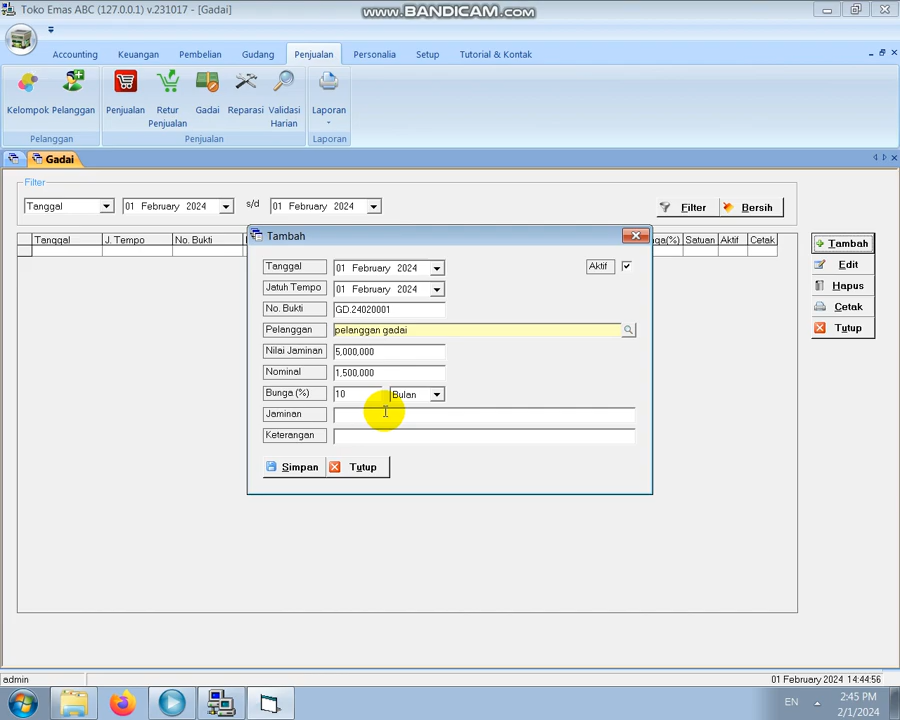 Toko Emas ABC (127.0.0.1) v.231017 - [Gadai]
www.BANDICAM.com
Accounting Keuangan Pembelian Gudang Penjualan Personalia Setup Tutorial & Kontak
Kelompok Pelanggan Penjualan Retur Penjualan Gadai Reparasi Validasi Harian Laporan
Pelanggan Penjualan Laporan
Gadai
Filter
Tanggal 01 February 2024 s/d 01 February 2024 Filter Bersih
Tanggal J. Tempo No. Bukti Satuan Aktif Cetak
Tambah
Edit
Hapus
Cetak
Tutup
Tambah
Tanggal 01 February 2024 Aktif
Jatuh Tempo 01 February 2024
No. Bukti GD.24020001
Pelanggan pelanggan gadai
Nilai Jaminan 5,000,000
Nominal 1,500,000
Bunga (%) 10 Bulan
Jaminan
Keterangan
Simpan Tutup
admin 01 February 2024 14:44:56
EN 2:45 PM
2/1/2024